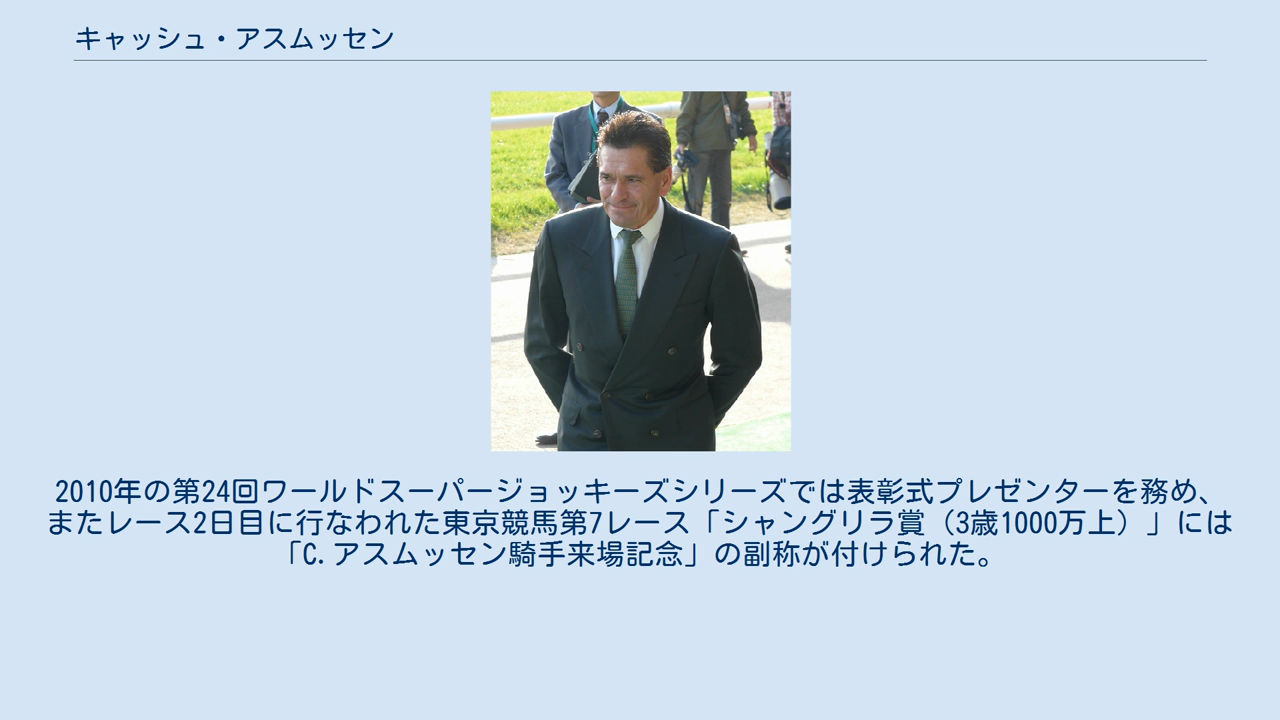 キャッシュ・アスムッセン
2010年の第24回ワールドスーパージョッキーズシリーズでは表彰式プレゼンターを務め、
またレース2日目に行なわれた東京競馬第7レース「シャングリラ賞（3歳1000万上）」には
「C.アスムッセン騎手来場記念」の副称が付けられた。